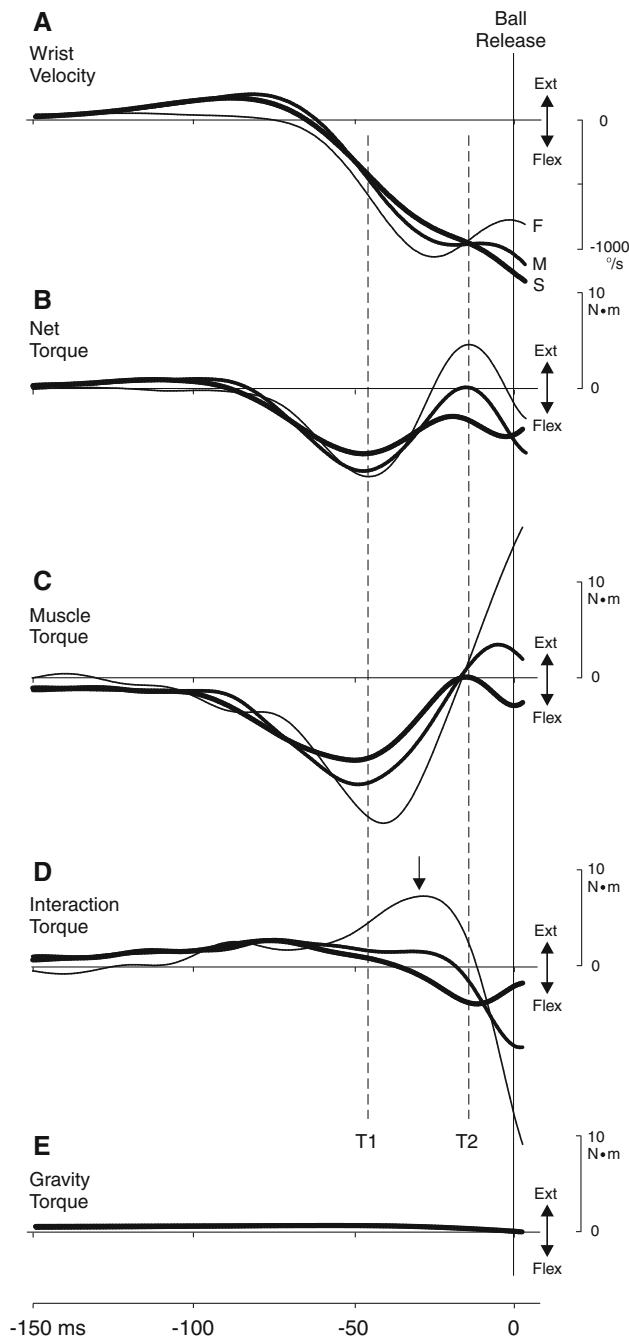 Ball
Release
A
Wrist
Velocity
Ext
0
Flex
F
-1000
°/s
M
S
B
10
N•m
Net
Torque
Ext
0
Flex
C
10
N•m
Muscle
Torque
Ext
0
Flex
D
10
N•m
Interaction
Torque
Ext
0
Flex
T1
T2
E
10
N•m
Gravity
Torque
Ext
0
Flex
-150 ms
-100
-50
0